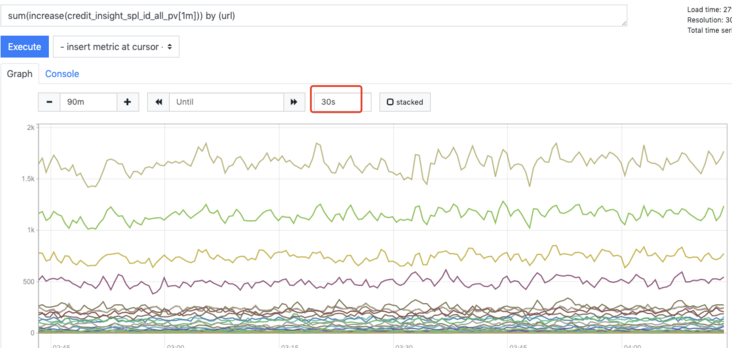 sum(increase(credit_insight_spl_id_all_pv[1m])) by (url)
Load time: 27
Resolution: 30
Total time seri
Execute
- insert metric at cursor -
Graph
Console
90m
Until
30s
stacked
2k
1.5k
1k
500
0
03:00
03:15
03:30
04:00